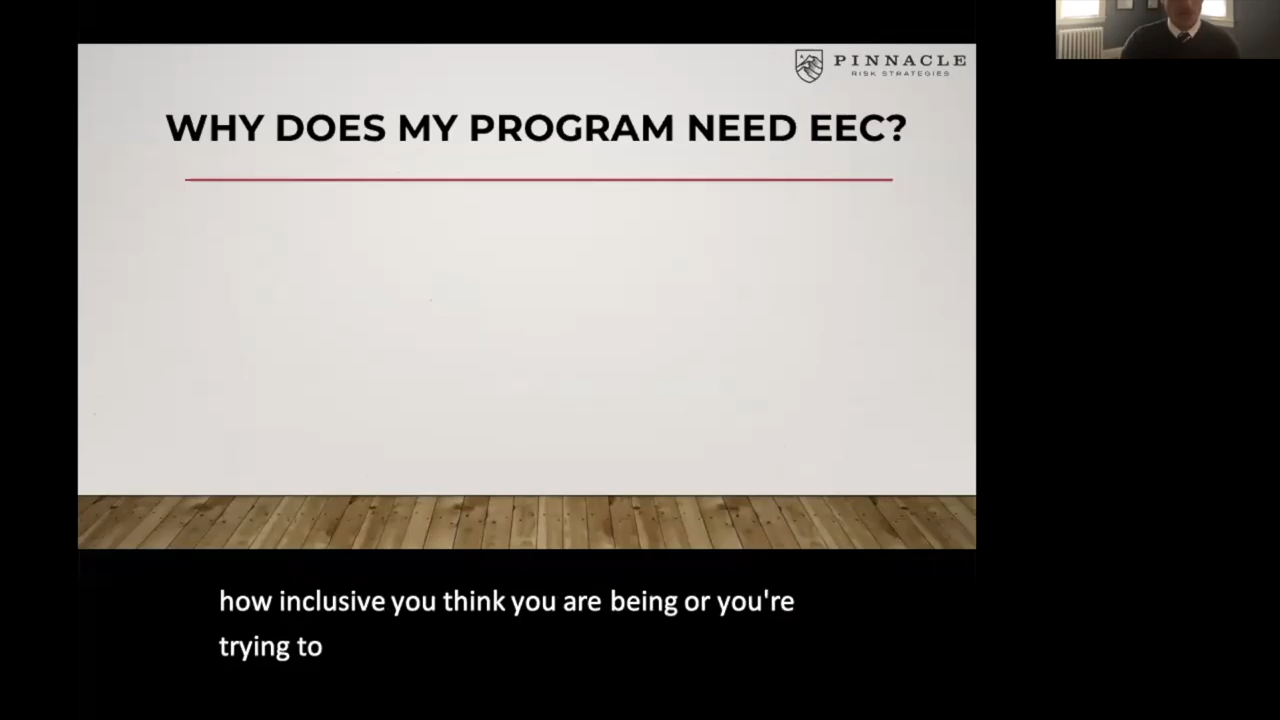 PINNACLE
RISK STRATEGIES
WHY DOES MY PROGRAM NEED EEC?
how inclusive you think you are being or you're
trying to